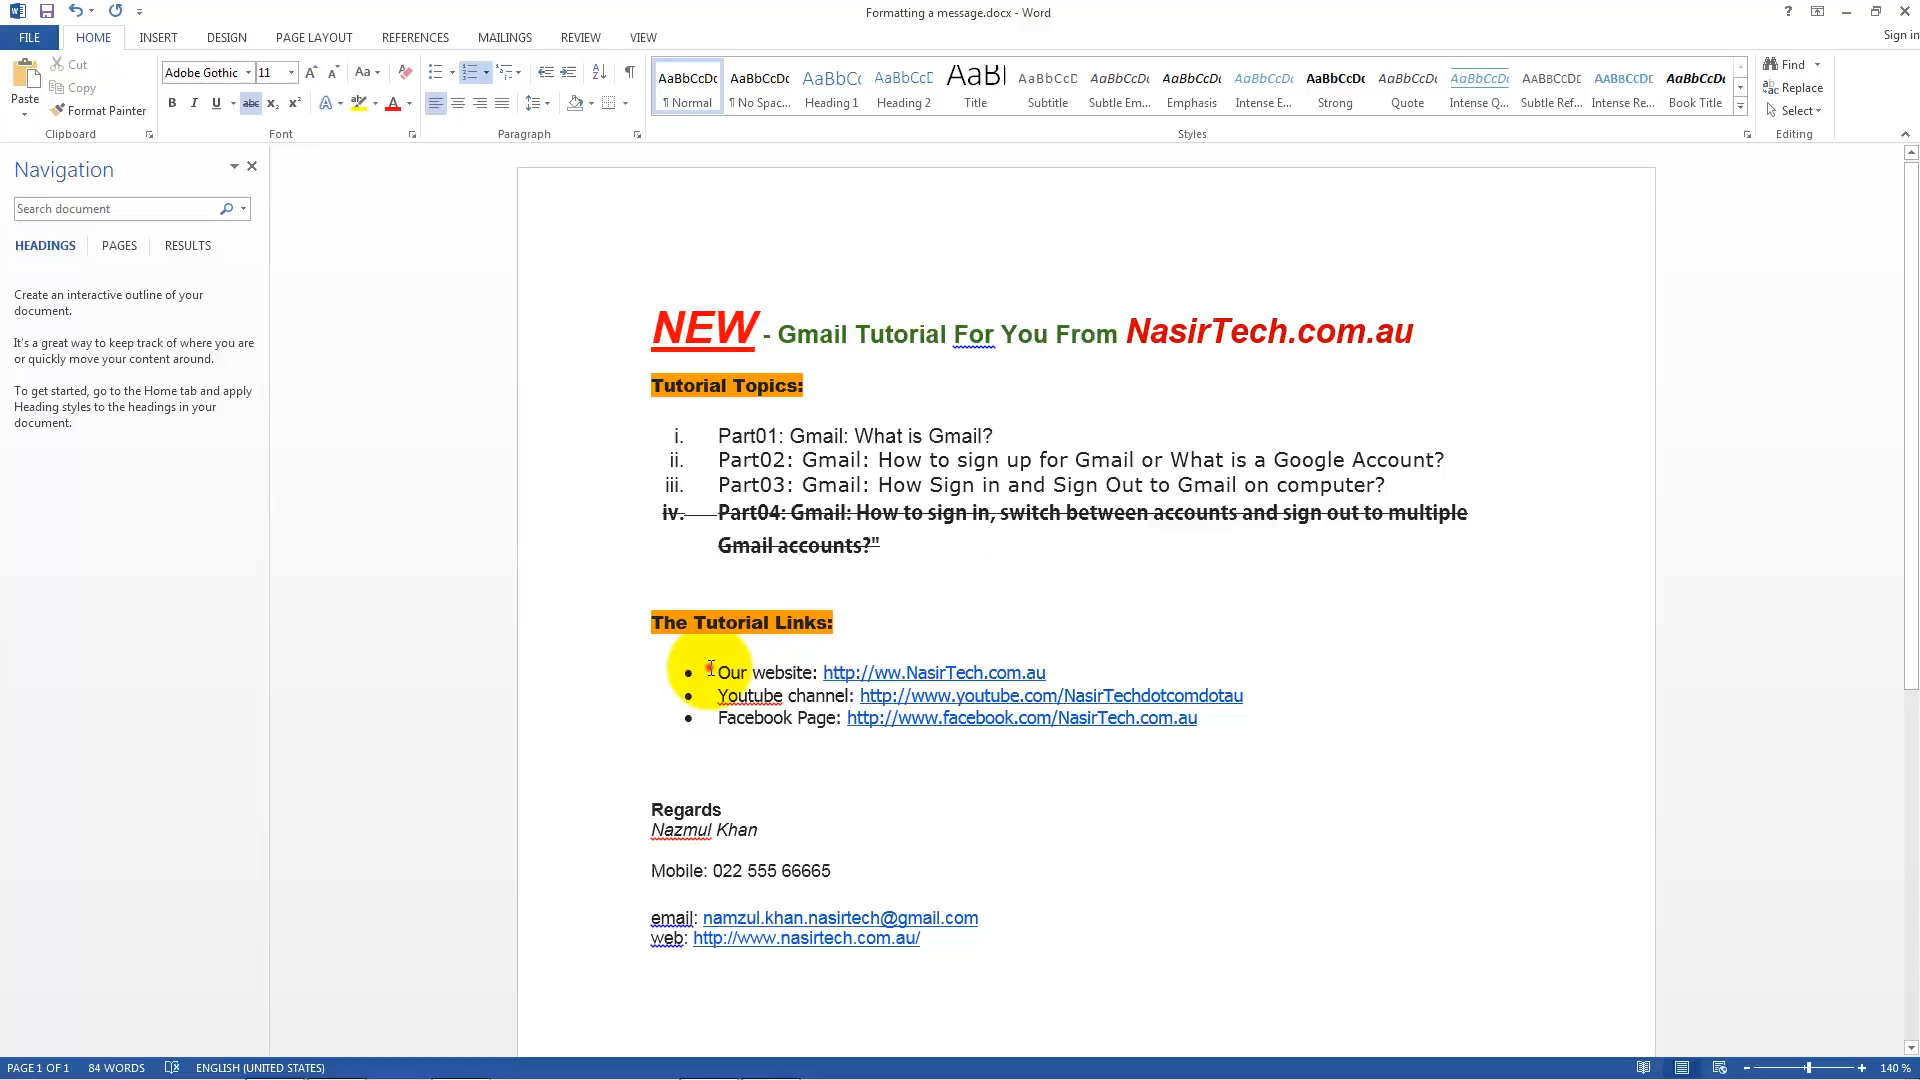 Formatting a message.docx - Word
Sign in
FILE HOME INSERT DESIGN PAGE LAYOUT REFERENCES MAILINGS REVIEW VIEW
Paste
Cut
Copy
Format Painter
Clipboard
Adobe Gothic 11
Font
Paragraph
AaBbCcDc AaBbCcDc AaBbCc AaBbCcD AaBl AaBbCcD AaBbCcDc AaBbCcDc AaBbCcDc AaBbCcDc AaBbCcDc AaBbCcDc AaBbCcDc AaBbCcDc AaBbCcDc
¶ Normal ¶ No Spac... Heading 1 Heading 2 Title Subtitle Subtle Em... Emphasis Intense E... Strong Quote Intense Q... Subtle Ref... Intense Re... Book Title
Styles
Find
Replace
Select
Editing
Navigation
Search document
HEADINGS PAGES RESULTS
Create an interactive outline of your
document.
It's a great way to keep track of where you are
or quickly move your content around.
To get started, go to the Home tab and apply
Heading styles to the headings in your
document.
NEW - Gmail Tutorial For You From NasirTech.com.au
Tutorial Topics:
i. Part01: Gmail: What is Gmail?
ii. Part02: Gmail: How to sign up for Gmail or What is a Google Account?
iii. Part03: Gmail: How Sign in and Sign Out to Gmail on computer?
iv. Part04: Gmail: How to sign in, switch between accounts and sign out to multiple
Gmail accounts?"
The Tutorial Links:
• Our website: http://ww.NasirTech.com.au
• Youtube channel: http://www.youtube.com/NasirTechdotcomdotau
• Facebook Page: http://www.facebook.com/NasirTech.com.au
Regards
Nazmul Khan
Mobile: 022 555 66665
email: namzul.khan.nasirtech@gmail.com
web: http://www.nasirtech.com.au/
PAGE 1 OF 1 84 WORDS ENGLISH (UNITED STATES) 140 %